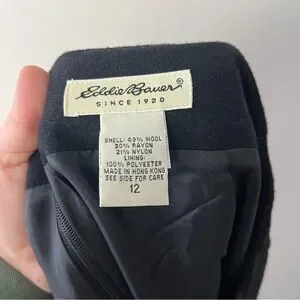 Eddie Bauer®
SINCE 1920
SHELL: 49% WOOL
30% RAYON
21% NYLON
LINING:
100% POLYESTER
MADE IN HONG KONG
SEE SIDE FOR CARE
12